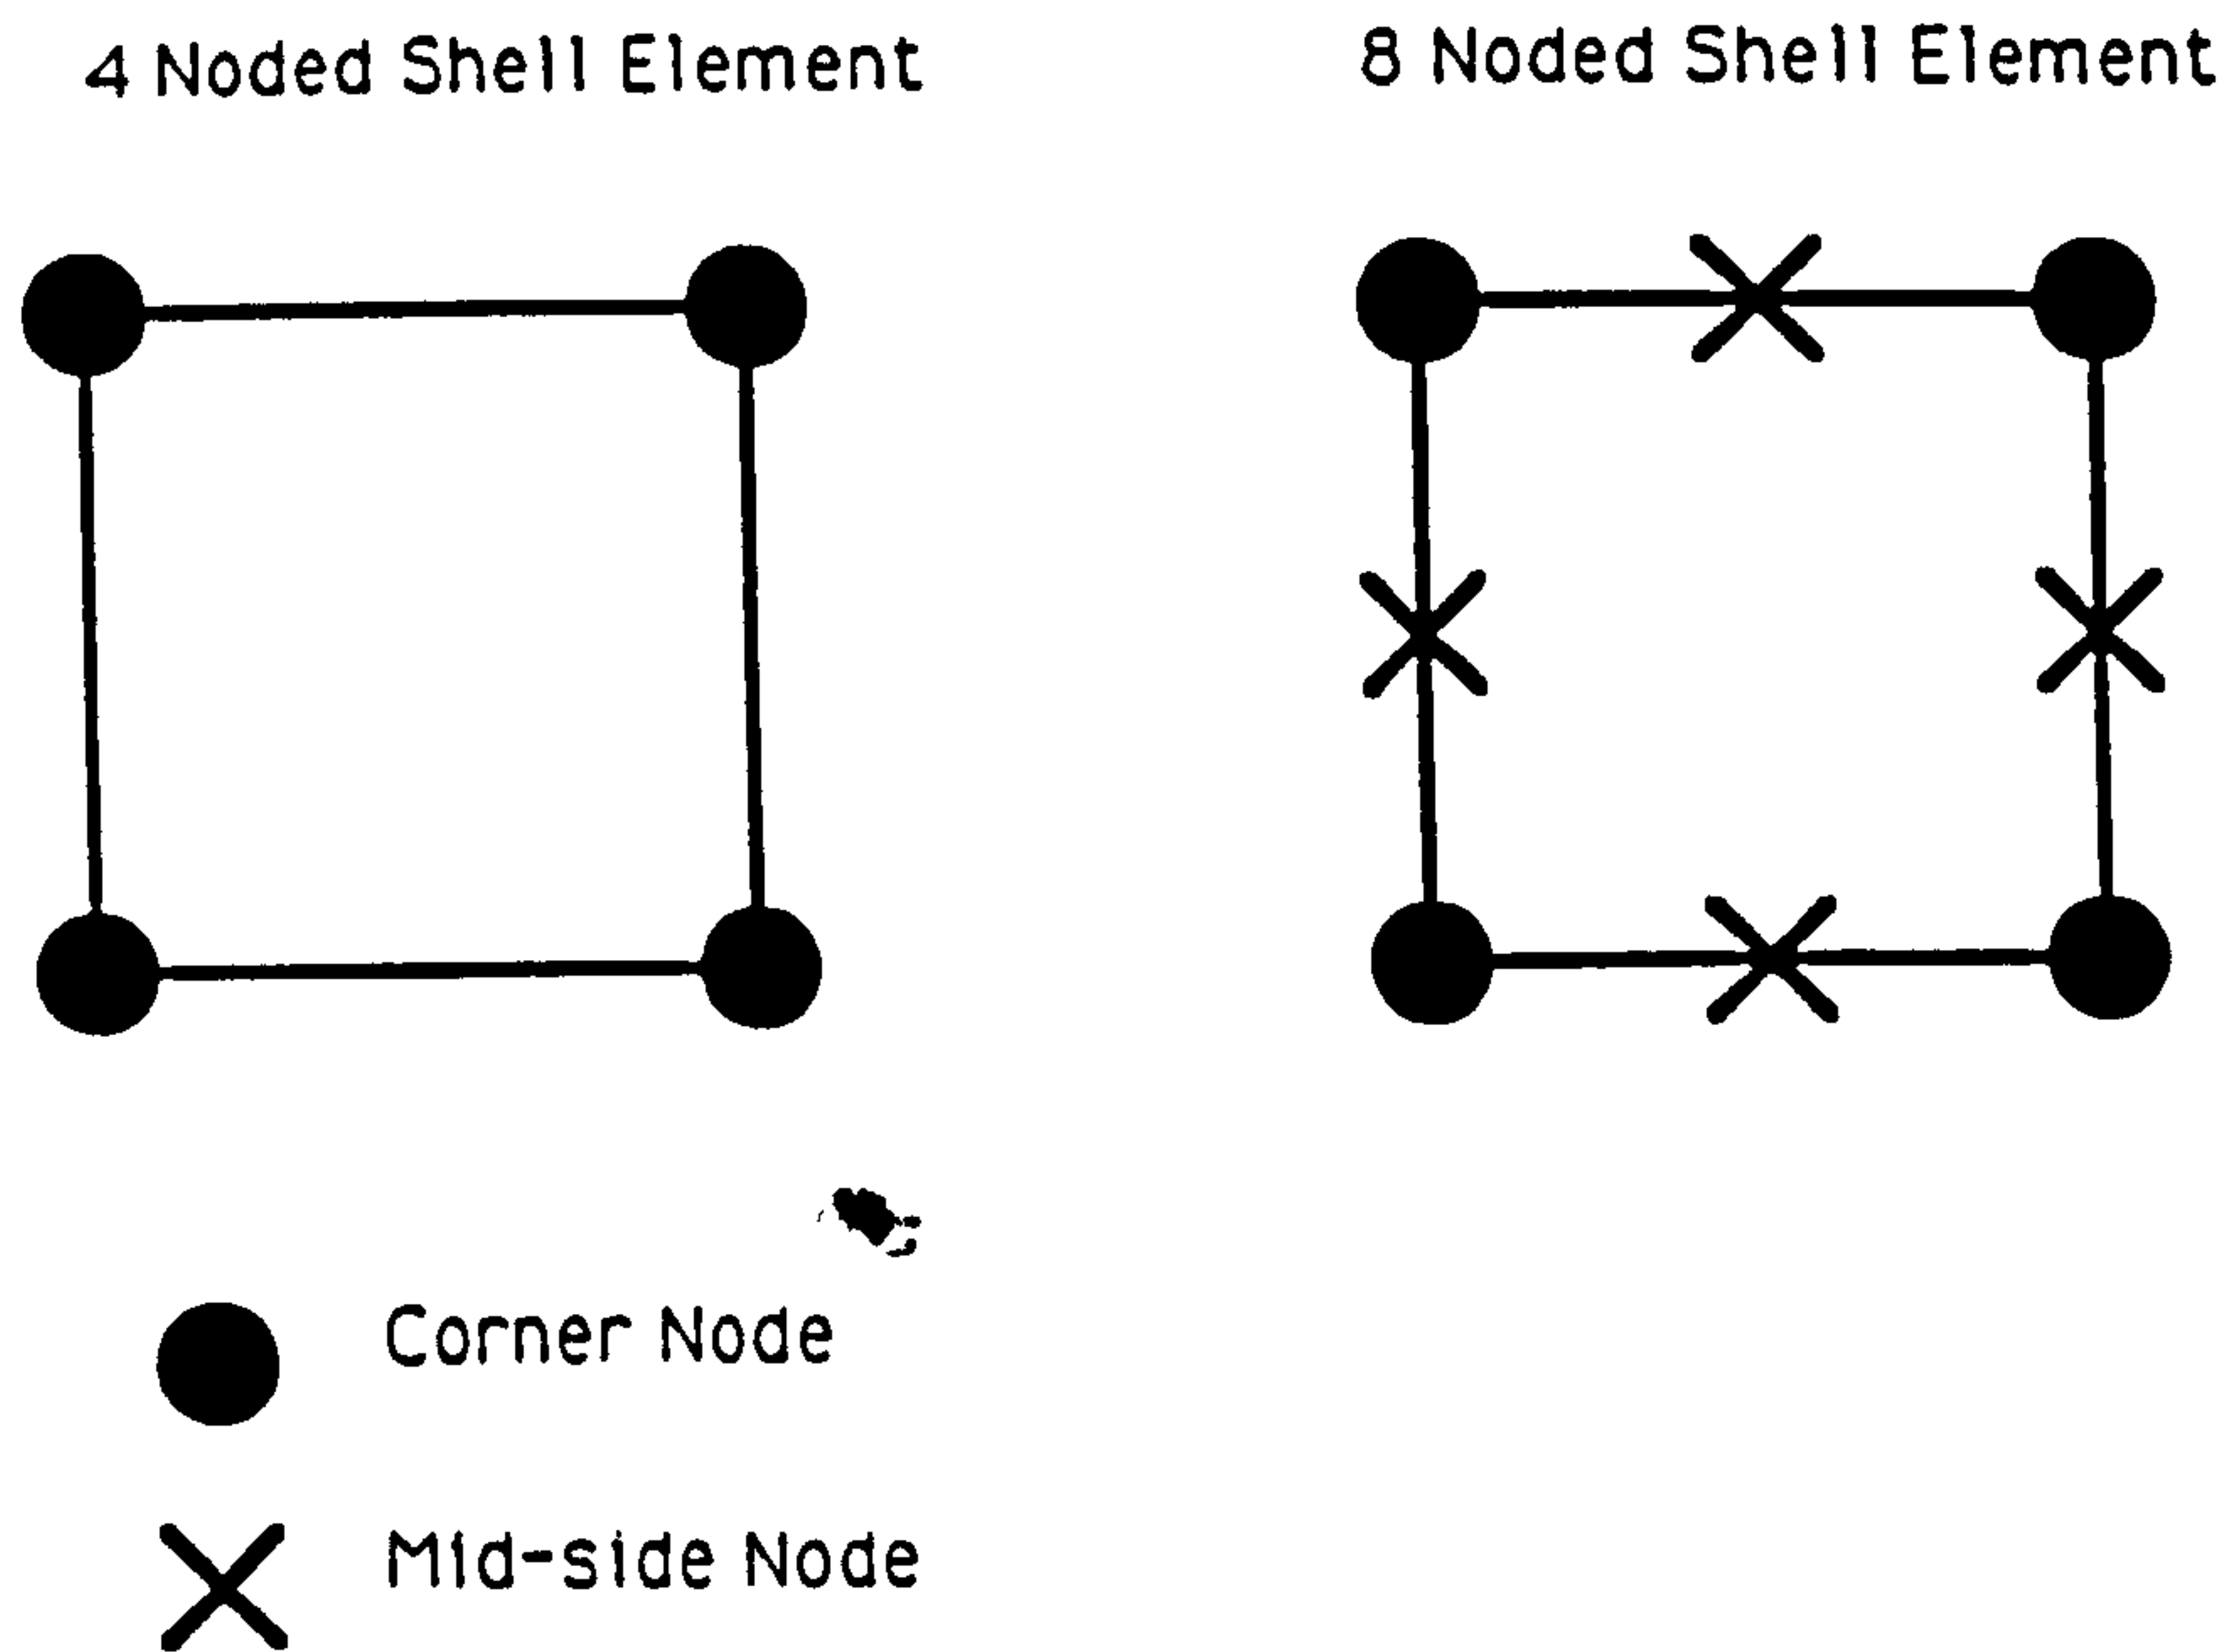 4 Noded Shell Element
8 Noded Shell Element
Corner Node
Mid-side Node